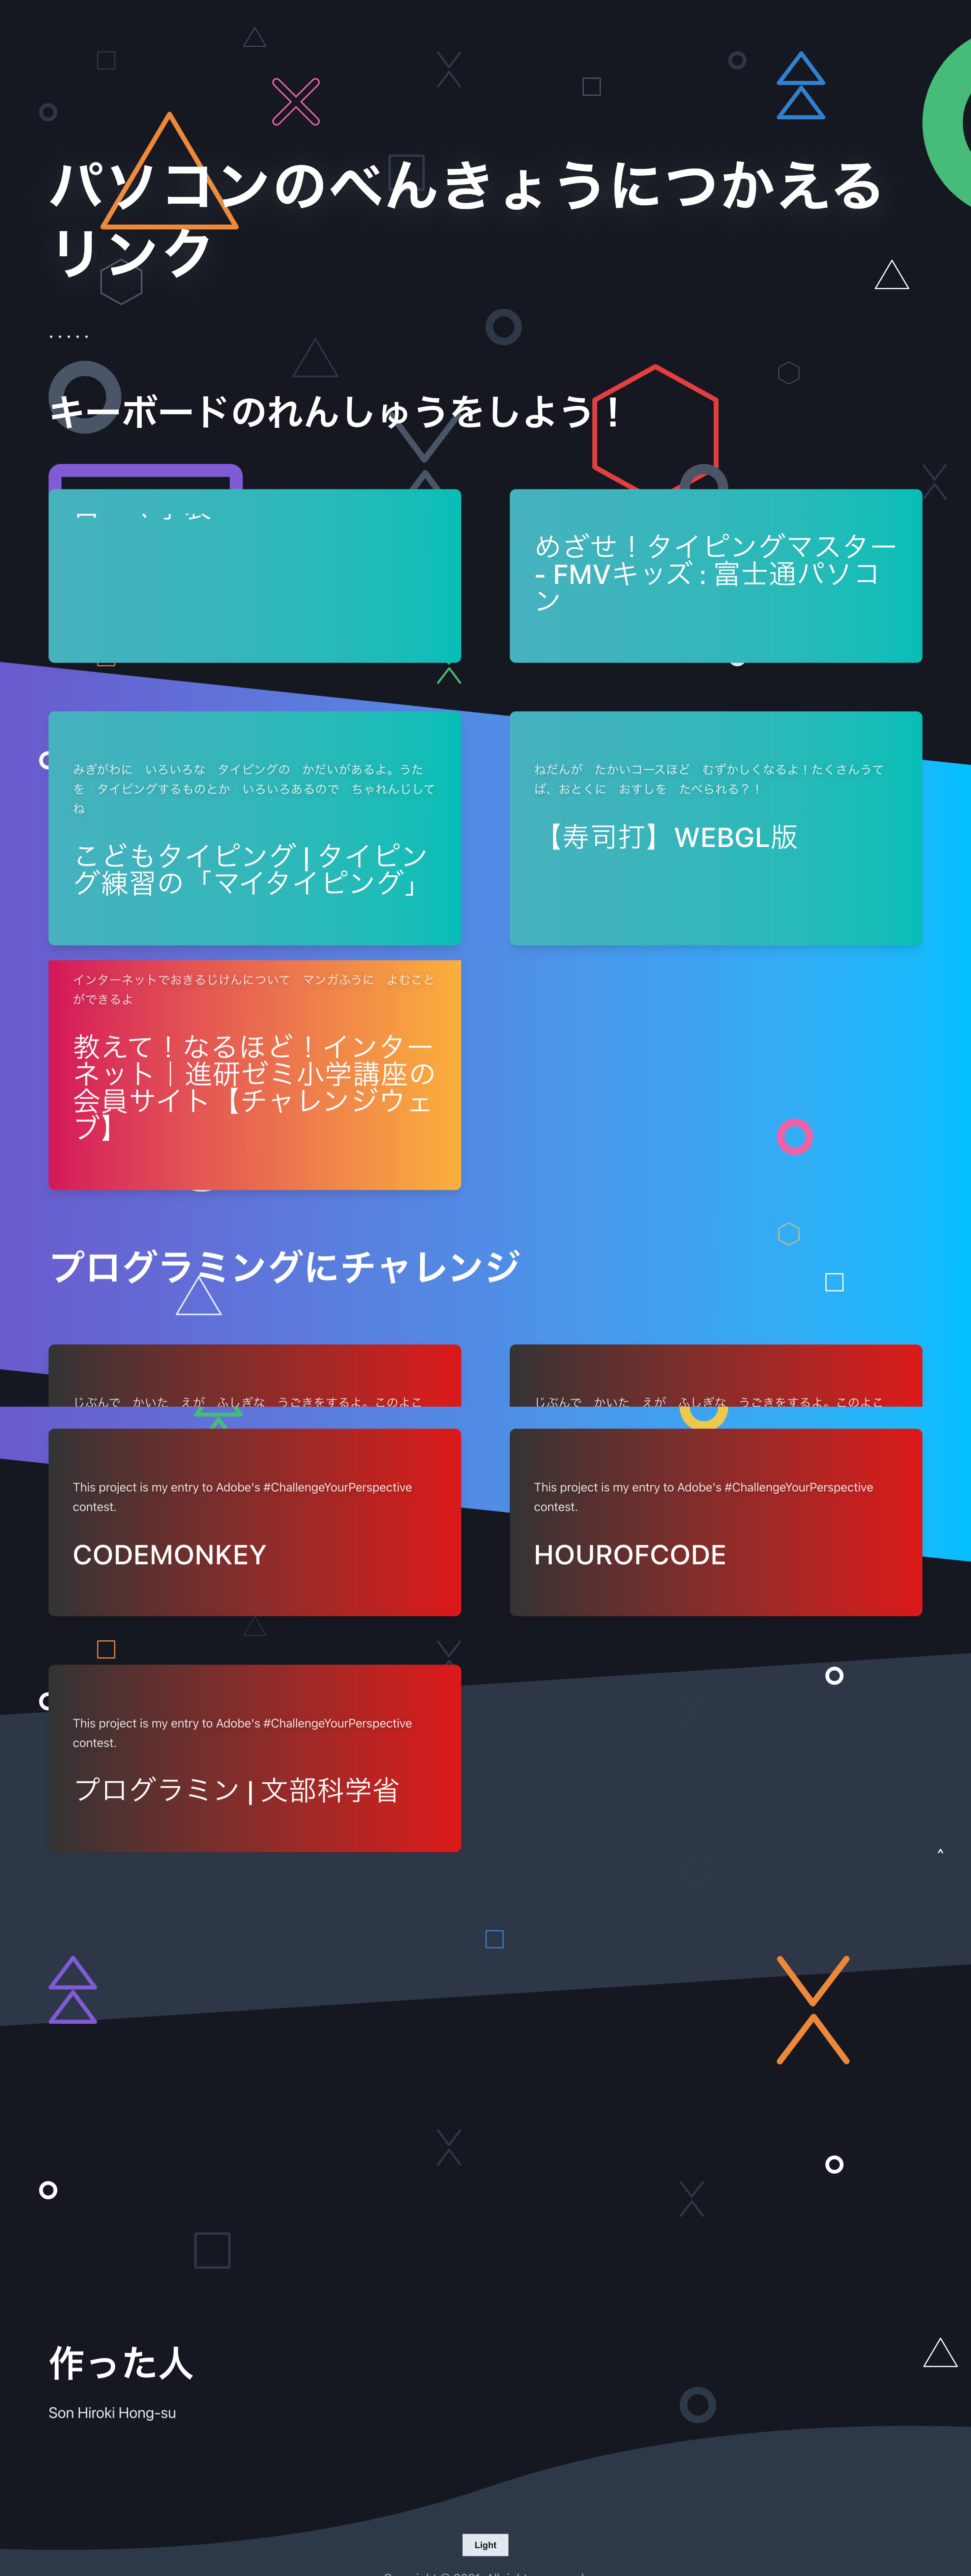 パソコンのべんきょうにつかえる
リンク
.....
キーボードのれんしゅうをしよう！
めざせ！タイピングマスター
- FMVキッズ : 富士通パソコ
ン
みぎがわに　いろいろな　タイピングの　かだいがあるよ。うた
を　タイピングするものとか　いろいろあるので　ちゃれんじして
ね
こどもタイピング | タイピン
グ練習の「マイタイピング」
ねだんが　たかいコースほど　むずかしくなるよ！たくさんうて
ば、おとくに　おすしを　たべられる？！
【寿司打】WEBGL版
インターネットでおきるじけんについて　マンガふうに　よむこと
ができるよ
教えて！なるほど！インター
ネット｜進研ゼミ小学講座の
会員サイト【チャレンジウェ
ブ】
プログラミングにチャレンジ
じぶんで　かいた　えが　ふしぎな　うごきをするよ。このよこ
じぶんで　かいた　えが　ふしぎな　うごきをするよ。このよこ
This project is my entry to Adobe's #ChallengeYourPerspective
contest.
CODEMONKEY
This project is my entry to Adobe's #ChallengeYourPerspective
contest.
HOUROFCODE
This project is my entry to Adobe's #ChallengeYourPerspective
contest.
プログラミン | 文部科学省
作った人
Son Hiroki Hong-su
Light